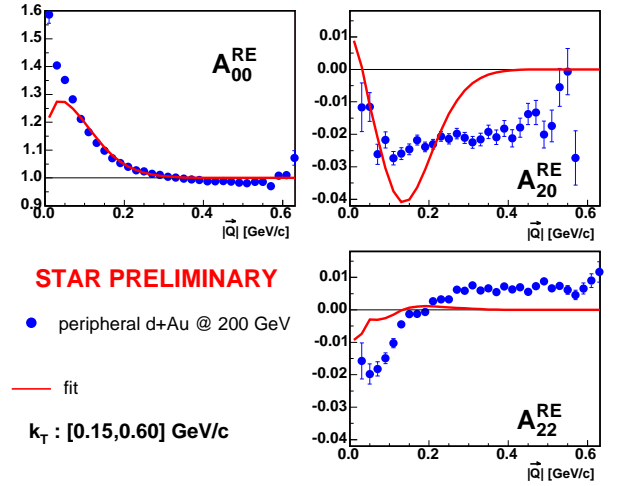 1.6
1.5
1.4
1.3
1.2
1.1
1.0
0.9
A00RE
0.0 0.2 0.4 0.6
|Q| [GeV/c]
0.00
-0.01
-0.02
-0.03
-0.04
A20RE
0.0 0.2 0.4 0.6
|Q| [GeV/c]
STAR PRELIMINARY
peripheral d+Au @ 200 GeV
fit
kT : [0.15,0.60] GeV/c
0.01
0.00
-0.01
-0.02
-0.03
-0.04
A22RE
0.0 0.2 0.4 0.6
|Q| [GeV/c]